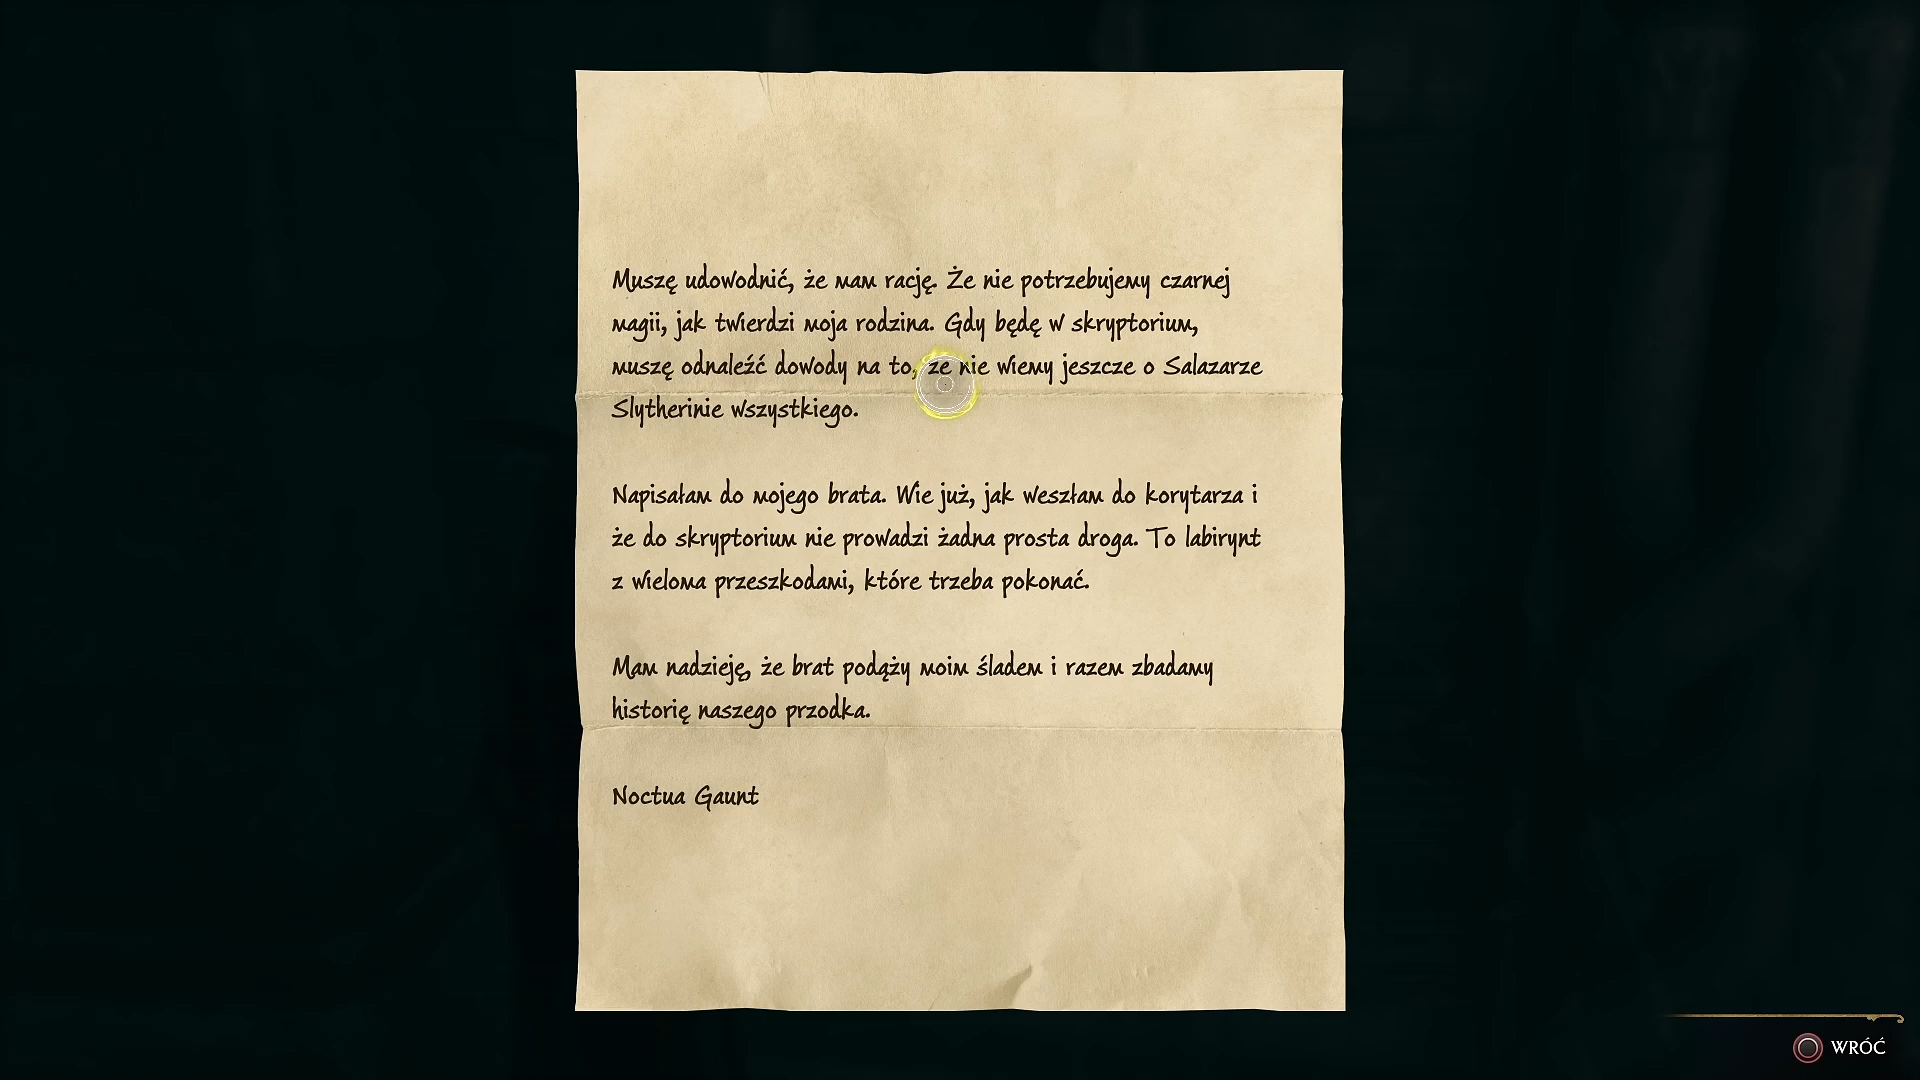 Muszę udowodnić, że mam rację. Że nie potrzebujemy czarnej
magii, jak twierdzi moja rodzina. Gdy będę w skryptorium,
muszę odnaleźć dowody na to, że nie wiemy jeszcze o Salazarze
Slytherinie wszystkiego.
Napisałam do mojego brata. Wie już, jak weszłam do korytarza i
że do skryptorium nie prowadzi żadna prosta droga. To labirynt
z wieloma przeszkodami, które trzeba pokonać.
Mam nadzieję, że brat podąży moim śladem i razem zbadamy
historię naszego przodka.
Noctua Gaunt
WRÓĆ